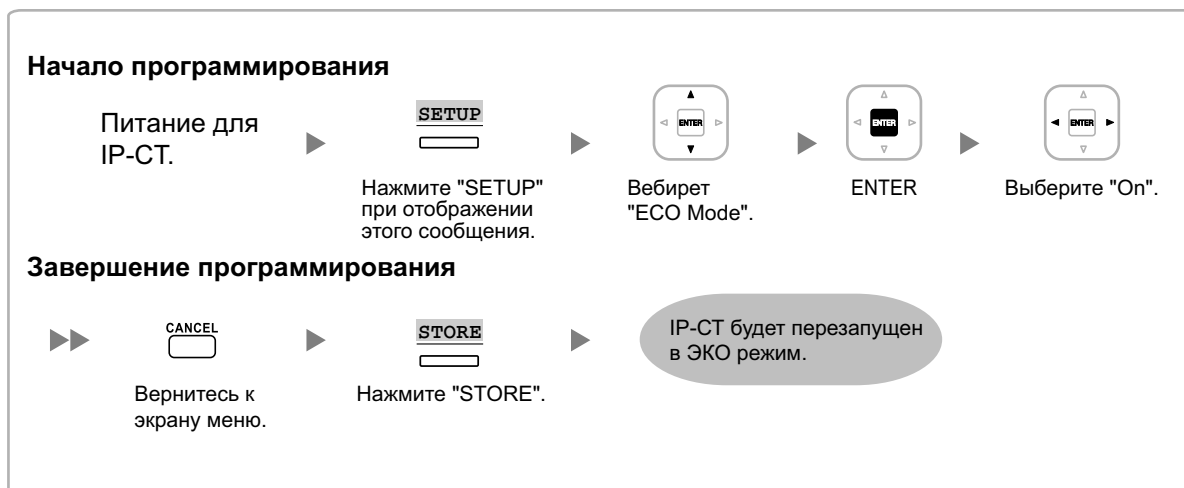 Начало программирования
Питание для
IP-CT.
SETUP
Нажмите "SETUP"
при отображении
этого сообщения.
ENTER
Вебирет
"ECO Mode".
ENTER
ENTER
ENTER
Выберите "On".
Завершение программирования
CANCEL
Вернитесь к
экрану меню.
STORE
Нажмите "STORE".
IP-CT будет перезапущен
в ЭКО режим.